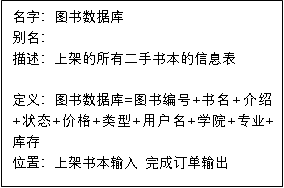 名字：图书数据库
别名：
描述：上架的所有二手书本的信息表
定义：图书数据库=图书编号+书名+介绍
+状态+价格+类型+用户名+学院+专业+
库存
位置：上架书本输入 完成订单输出